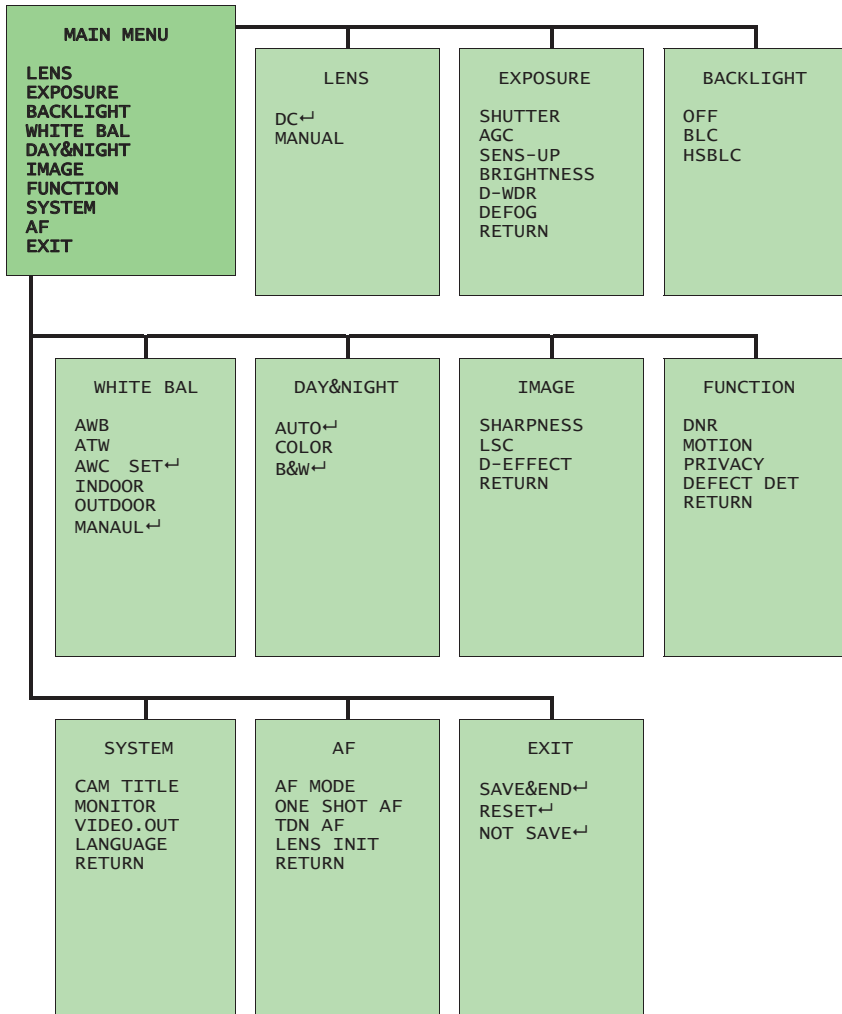 MAIN MENU
LENS
EXPOSURE
BACKLIGHT
WHITE BAL
DAY&NIGHT
IMAGE
FUNCTION
SYSTEM
AF
EXIT
LENS
DC↵
MANUAL
EXPOSURE
SHUTTER
AGC
SENS-UP
BRIGHTNESS
D-WDR
DEFOG
RETURN
BACKLIGHT
OFF
BLC
HSBLC
WHITE BAL
AWB
ATW
AWC SET↵
INDOOR
OUTDOOR
MANAUL↵
DAY&NIGHT
AUTO↵
COLOR
B&W↵
IMAGE
SHARPNESS
LSC
D-EFFECT
RETURN
FUNCTION
DNR
MOTION
PRIVACY
DEFECT DET
RETURN
SYSTEM
CAM TITLE
MONITOR
VIDEO.OUT
LANGUAGE
RETURN
AF
AF MODE
ONE SHOT AF
TDN AF
LENS INIT
RETURN
EXIT
SAVE&END↵
RESET↵
NOT SAVE↵